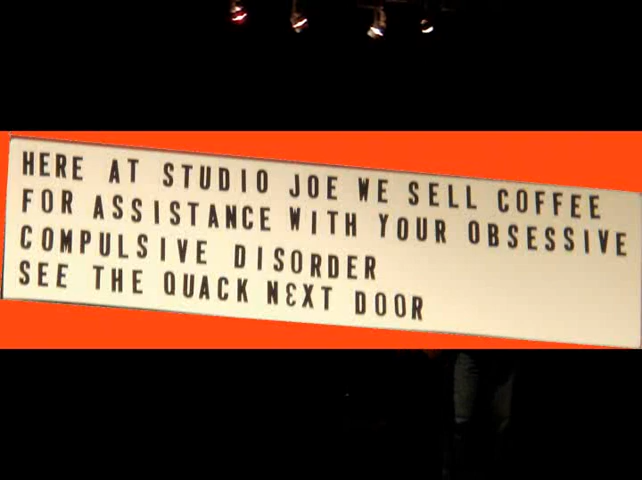 HERE AT STUDIO JOE WE SELL COFFEE
FOR ASSISTANCE WITH YOUR OBSESSIVE
COMPULSIVE DISORDER
SEE THE QUACK NEXT DOOR